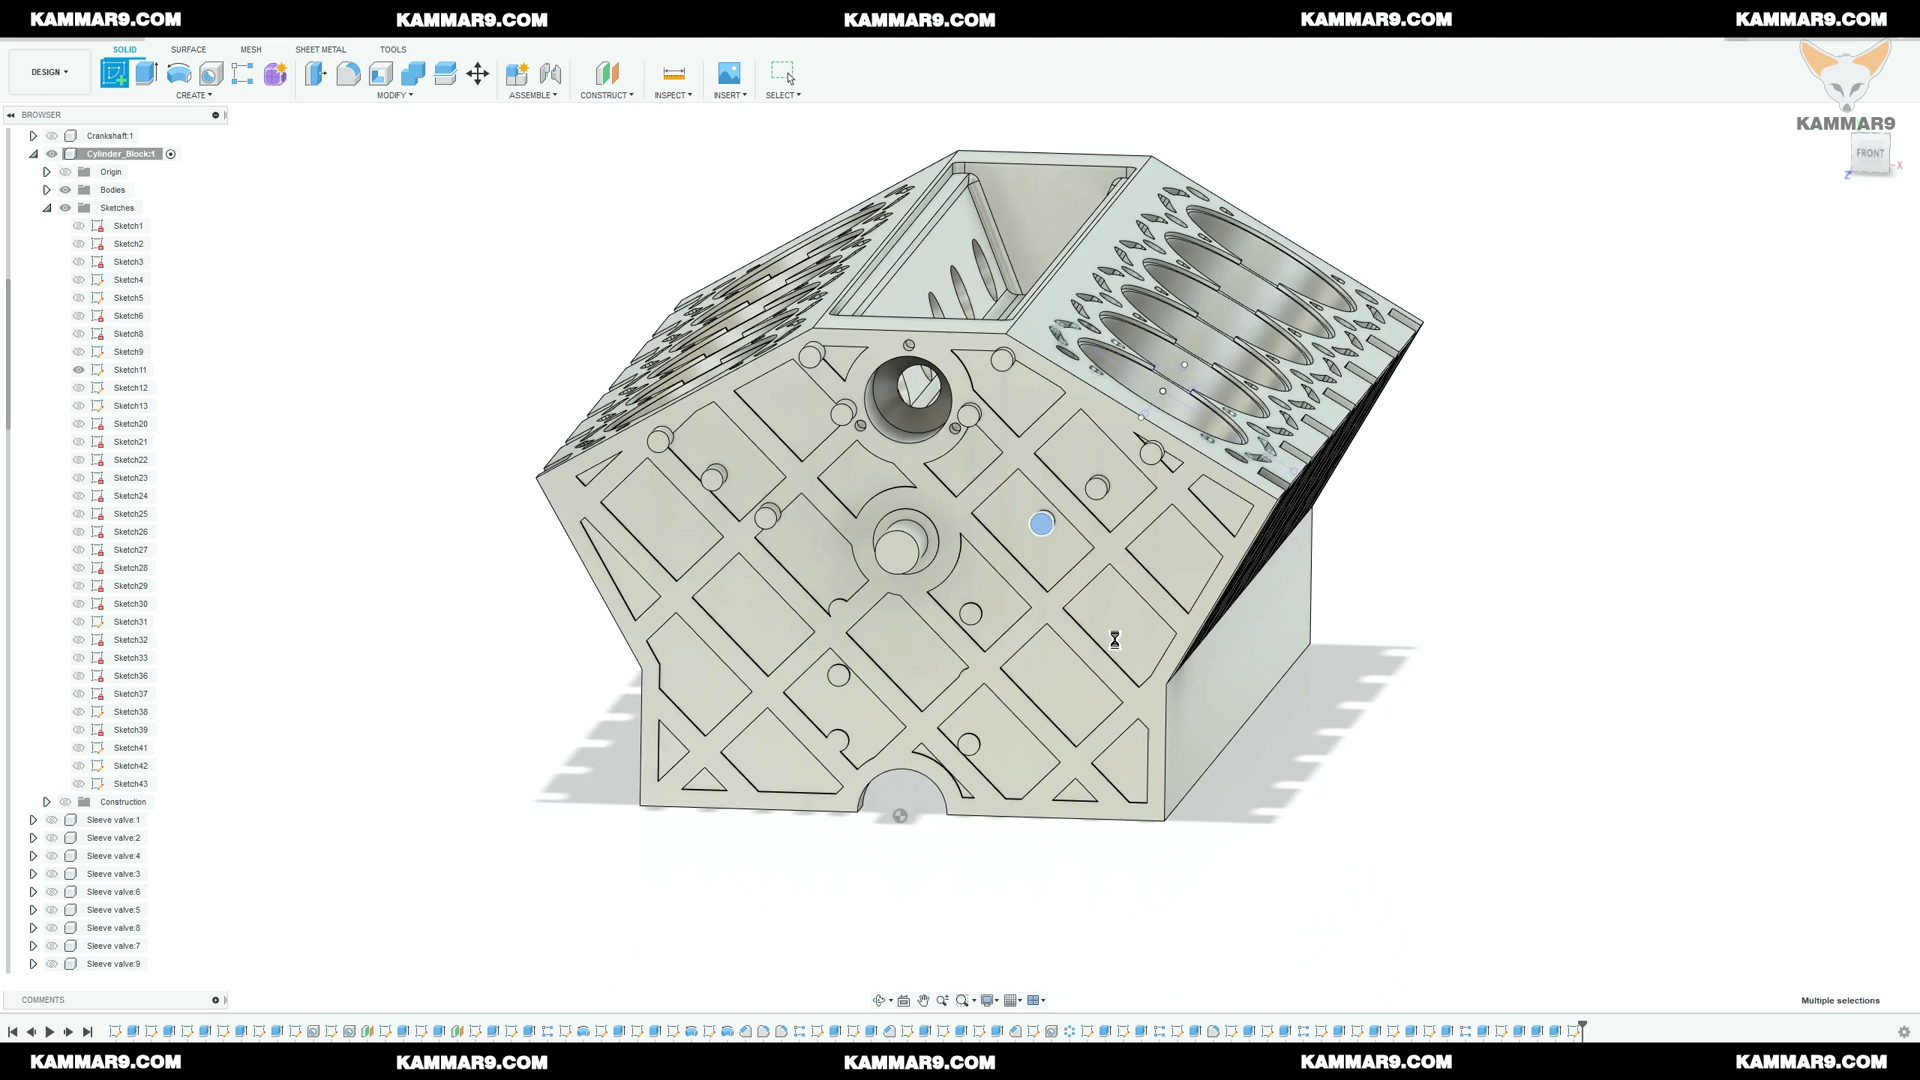 KAMMAR9.COM KAMMAR9.COM KAMMAR9.COM KAMMAR9.COM KAMMAR9.COM
SOLID SURFACE MESH SHEET METAL TOOLS
DESIGN
CREATE MODIFY ASSEMBLE CONSTRUCT INSPECT INSERT SELECT
BROWSER
KAMMAR9
FRONT
X
Z
Crankshaft:1
Cylinder_Block:1
Origin
Bodies
Sketches
Sketch1
Sketch2
Sketch3
Sketch4
Sketch5
Sketch6
Sketch8
Sketch9
Sketch11
Sketch12
Sketch13
Sketch20
Sketch21
Sketch22
Sketch23
Sketch24
Sketch25
Sketch26
Sketch27
Sketch28
Sketch29
Sketch30
Sketch31
Sketch32
Sketch33
Sketch36
Sketch37
Sketch38
Sketch39
Sketch41
Sketch42
Sketch43
Construction
Sleeve valve:1
Sleeve valve:2
Sleeve valve:4
Sleeve valve:3
Sleeve valve:6
Sleeve valve:5
Sleeve valve:8
Sleeve valve:7
Sleeve valve:9
COMMENTS
Multiple selections
KAMMAR9.COM KAMMAR9.COM KAMMAR9.COM KAMMAR9.COM KAMMAR9.COM